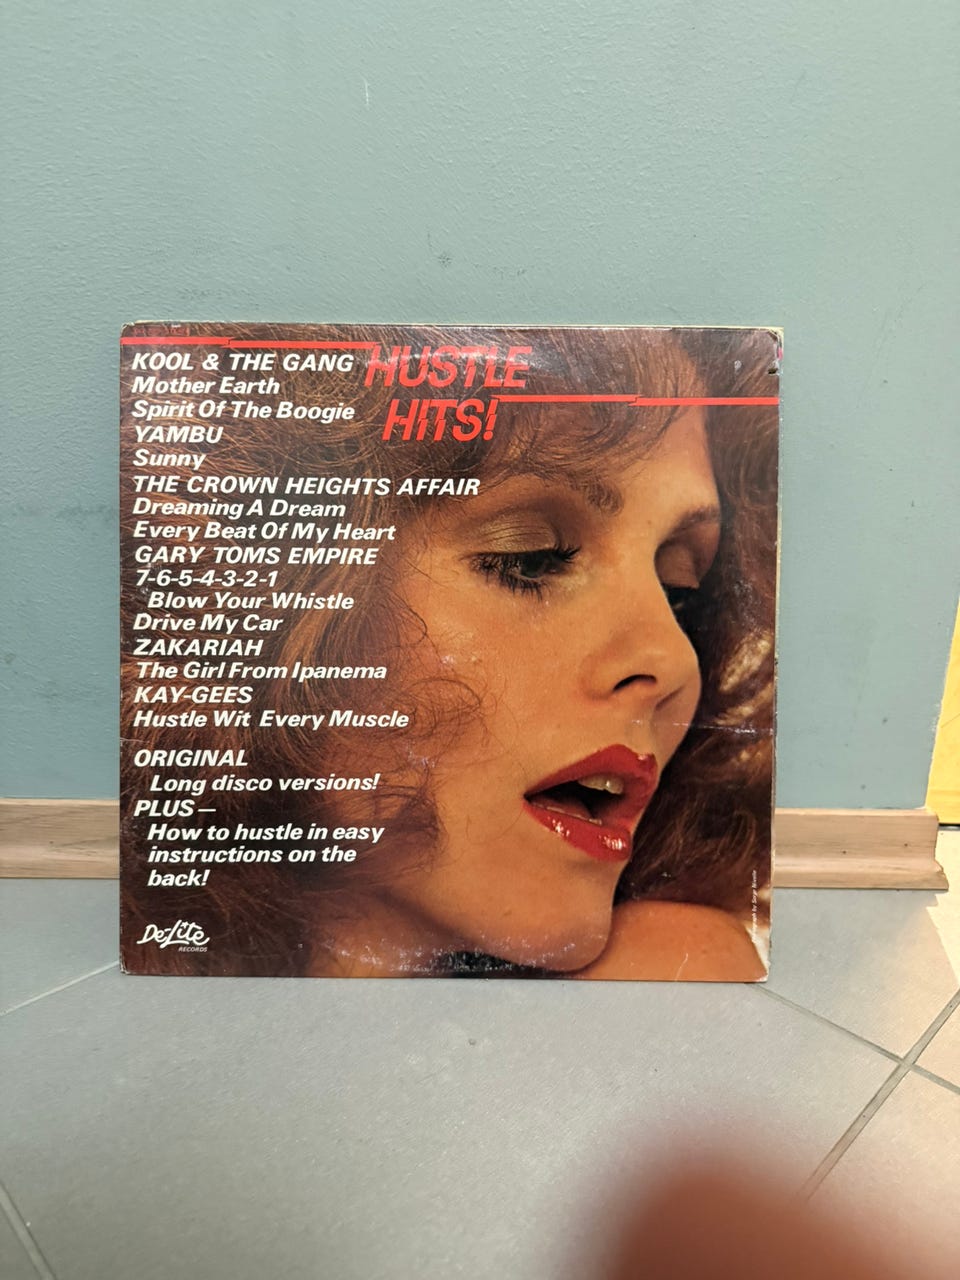 HUSTLE
HITS!
KOOL & THE GANG
Mother Earth
Spirit Of The Boogie
YAMBU
Sunny
THE CROWN HEIGHTS AFFAIR
Dreaming A Dream
Every Beat Of My Heart
GARY TOMS EMPIRE
7-6-5-4-3-2-1
Blow Your Whistle
Drive My Car
ZAKARIAH
The Girl From Ipanema
KAY-GEES
Hustle Wit Every Muscle
ORIGINAL
Long disco versions!
PLUS—
How to hustle in easy
instructions on the
back!
De-Lite
RECORDS